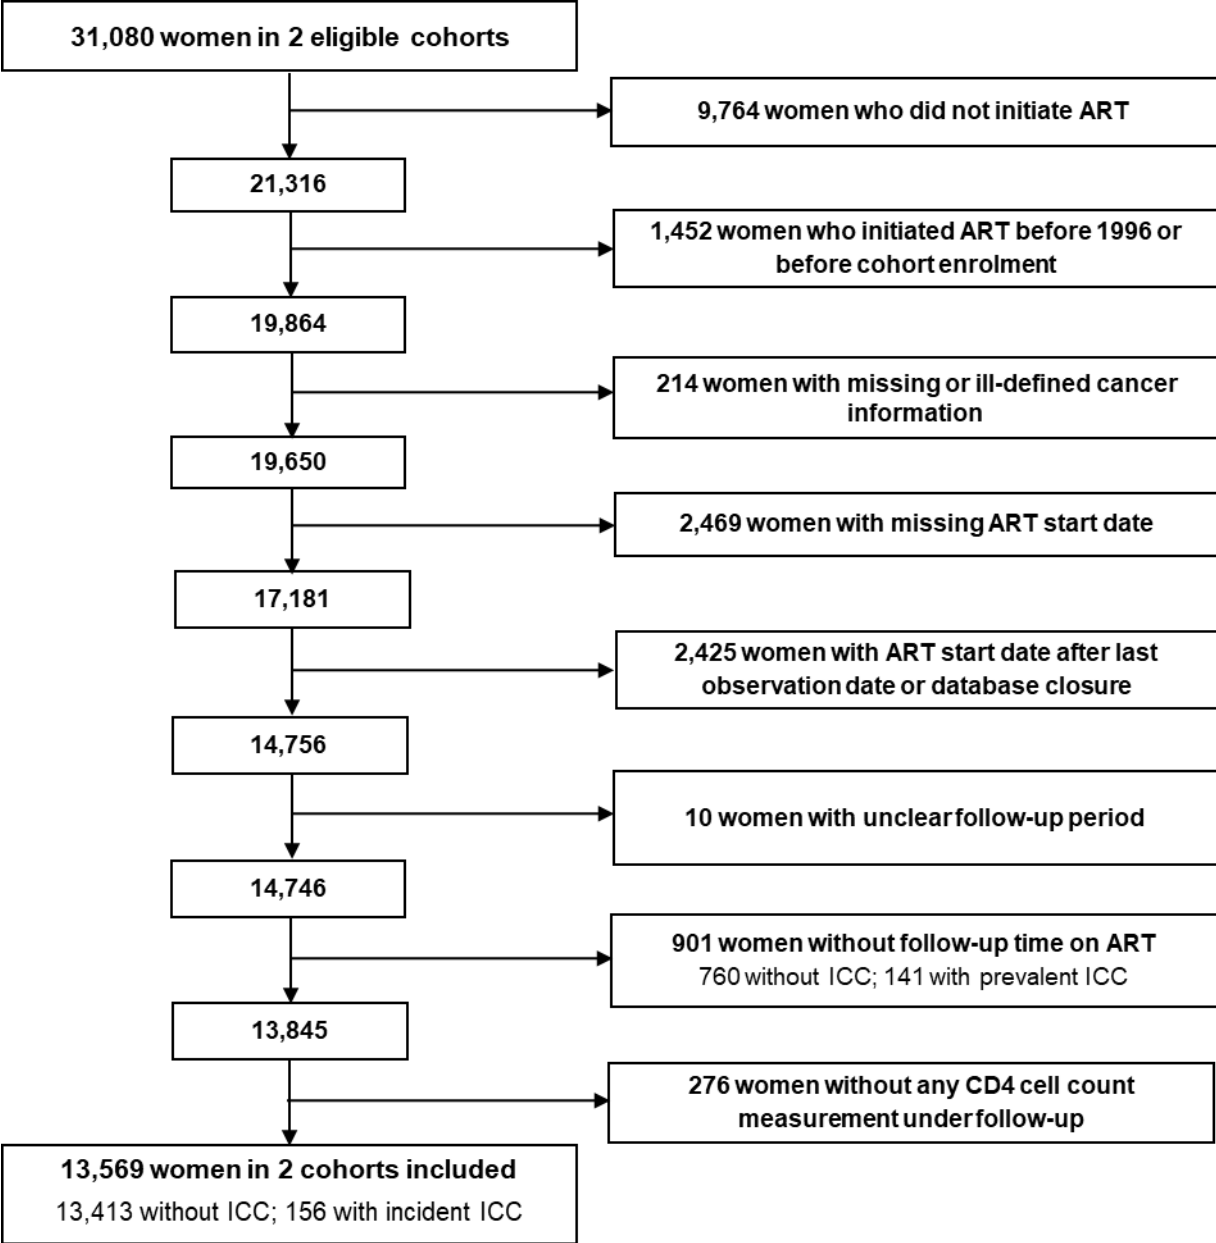 31,080 women in 2 eligible cohorts
9,764 women who did not initiate ART
21,316
1,452 women who initiated ART before 1996 or
before cohort enrolment
19,864
214 women with missing or ill-defined cancer
information
19,650
2,469 women with missing ART start date
17,181
2,425 women with ART start date after last
observation date or database closure
14,756
10 women with unclear follow-up period
14,746
901 women without follow-up time on ART
760 without ICC; 141 with prevalent ICC
13,845
276 women without any CD4 cell count
measurement under follow-up
13,569 women in 2 cohorts included
13,413 without ICC; 156 with incident ICC